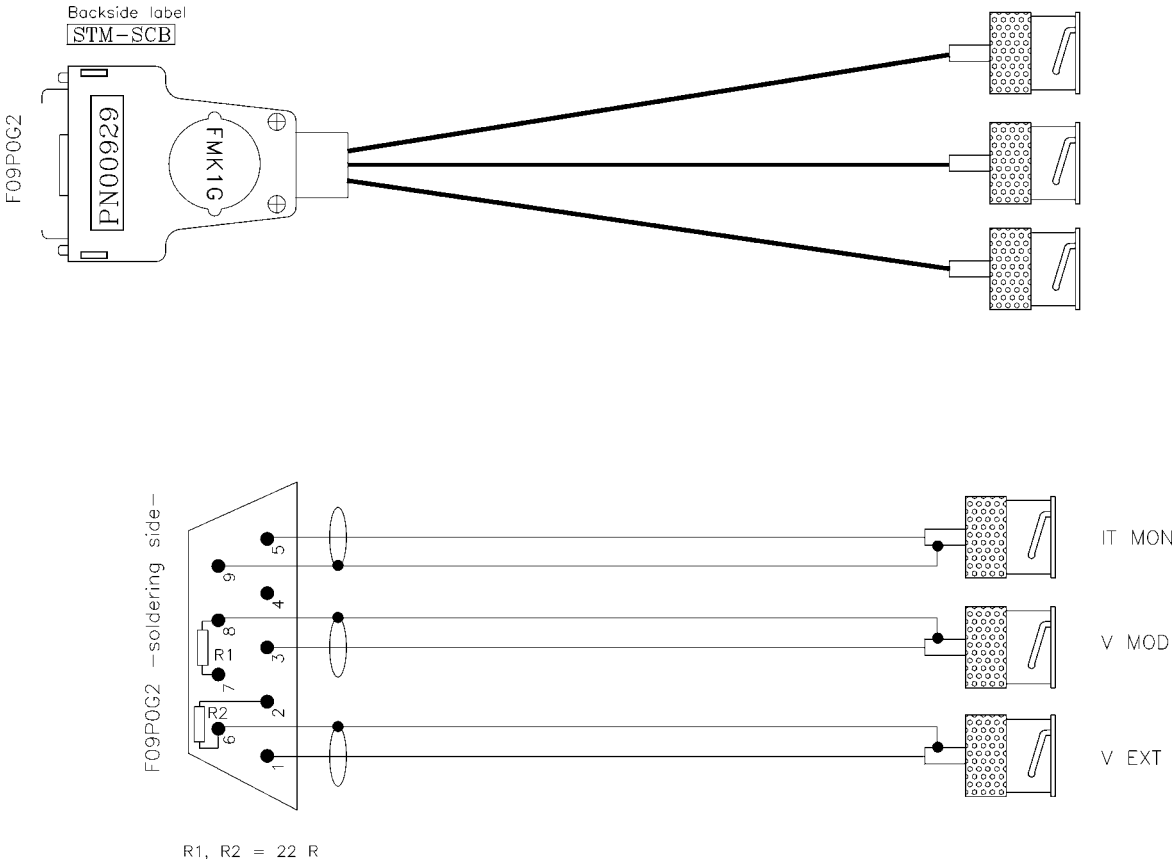 Backside label
STM-SCB
F09P0G2
PN00929
FMK1G
F09P0G2 -soldering side-
5
9
4
8
R1
3
7
2
R2
6
1
IT MON
V MOD
V EXT
R1, R2 = 22 R